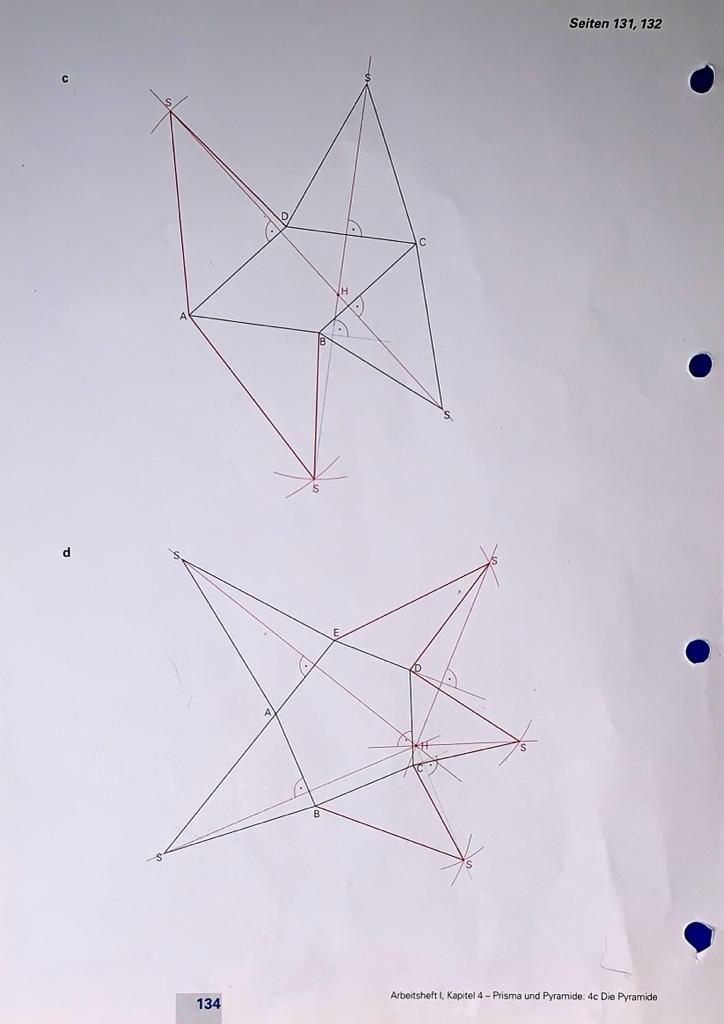 Seiten 131, 132
c
S
S
D
C
H
A
B
S
S
d
S
S
E
D
A
H
S
C
B
S
S
134
Arbeitsheft I, Kapitel 4 – Prisma und Pyramide: 4c Die Pyramide